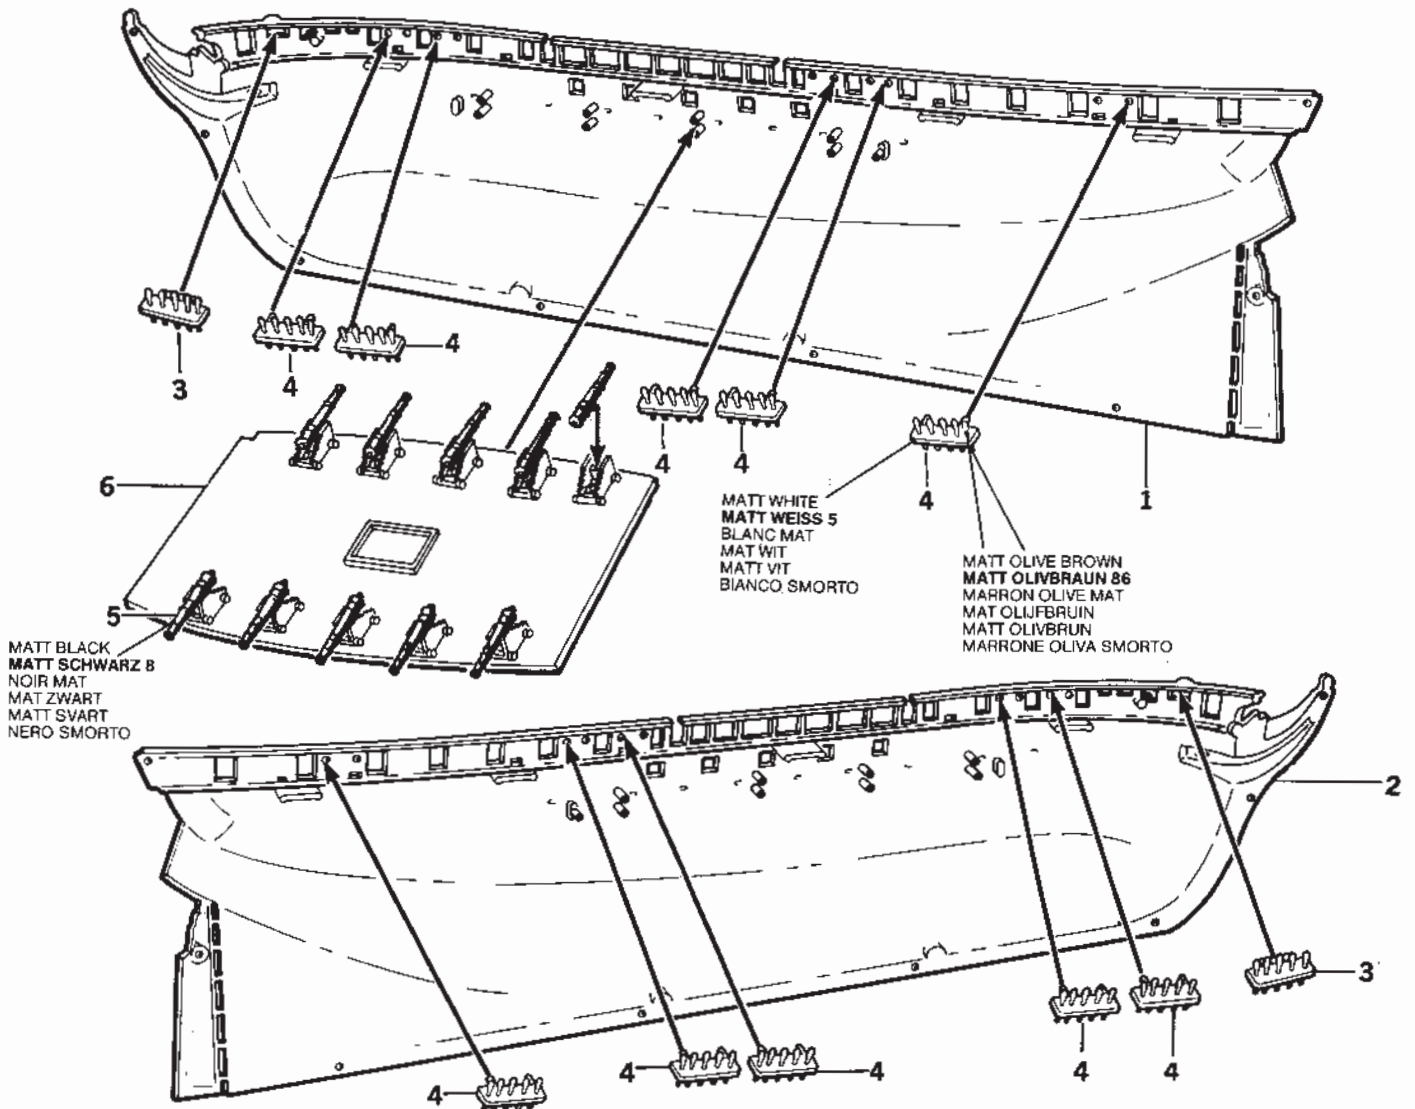 3
4
4
4
4
4
1
6
MATT WHITE
MATT WEISS 5
BLANC MAT
MAT WIT
MATT VIT
BIANCO SMORTO
MATT OLIVE BROWN
MATT OLIVBRAUN 86
MARRON OLIVE MAT
MAT OLIJFBRUIN
MATT OLIVBRUN
MARRONE OLIVA SMORTO
5
MATT BLACK
MATT SCHWARZ 8
NOIR MAT
MAT ZWART
MATT SVART
NERO SMORTO
2
3
4
4
4
4
4